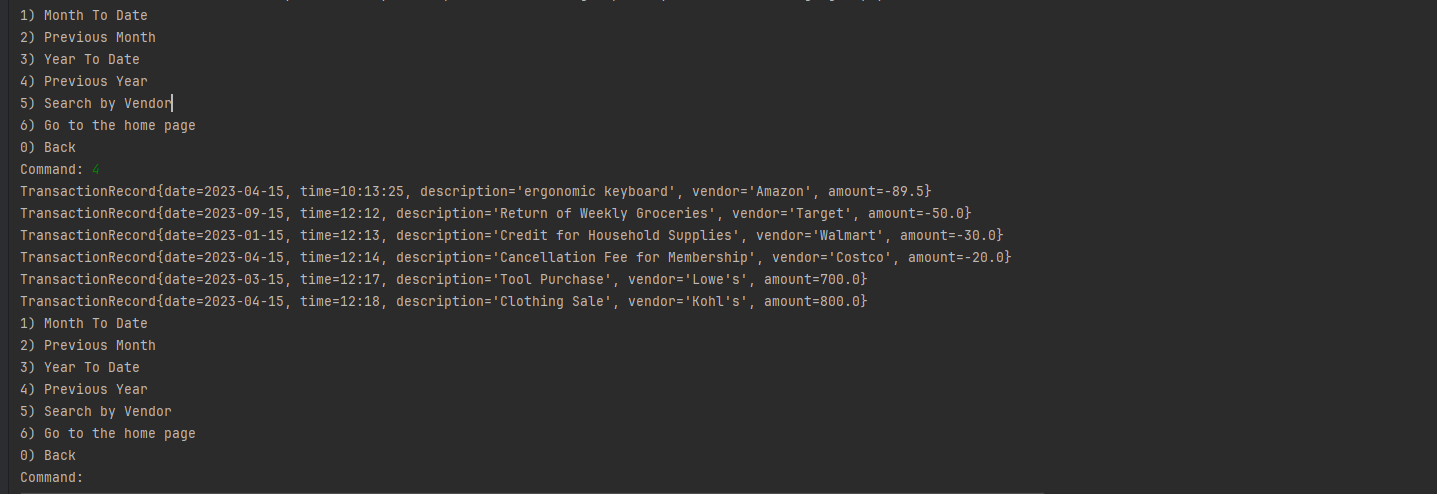 1) Month To Date
2) Previous Month
3) Year To Date
4) Previous Year
5) Search by Vendor
6) Go to the home page
0) Back
Command: 4
TransactionRecord{date=2023-04-15, time=10:13:25, description='ergonomic keyboard', vendor='Amazon', amount=-89.5}
TransactionRecord{date=2023-09-15, time=12:12, description='Return of Weekly Groceries', vendor='Target', amount=-50.0}
TransactionRecord{date=2023-01-15, time=12:13, description='Credit for Household Supplies', vendor='Walmart', amount=-30.0}
TransactionRecord{date=2023-04-15, time=12:14, description='Cancellation Fee for Membership', vendor='Costco', amount=-20.0}
TransactionRecord{date=2023-03-15, time=12:17, description='Tool Purchase', vendor='Lowe's', amount=700.0}
TransactionRecord{date=2023-04-15, time=12:18, description='Clothing Sale', vendor='Kohl's', amount=800.0}
1) Month To Date
2) Previous Month
3) Year To Date
4) Previous Year
5) Search by Vendor
6) Go to the home page
0) Back
Command: